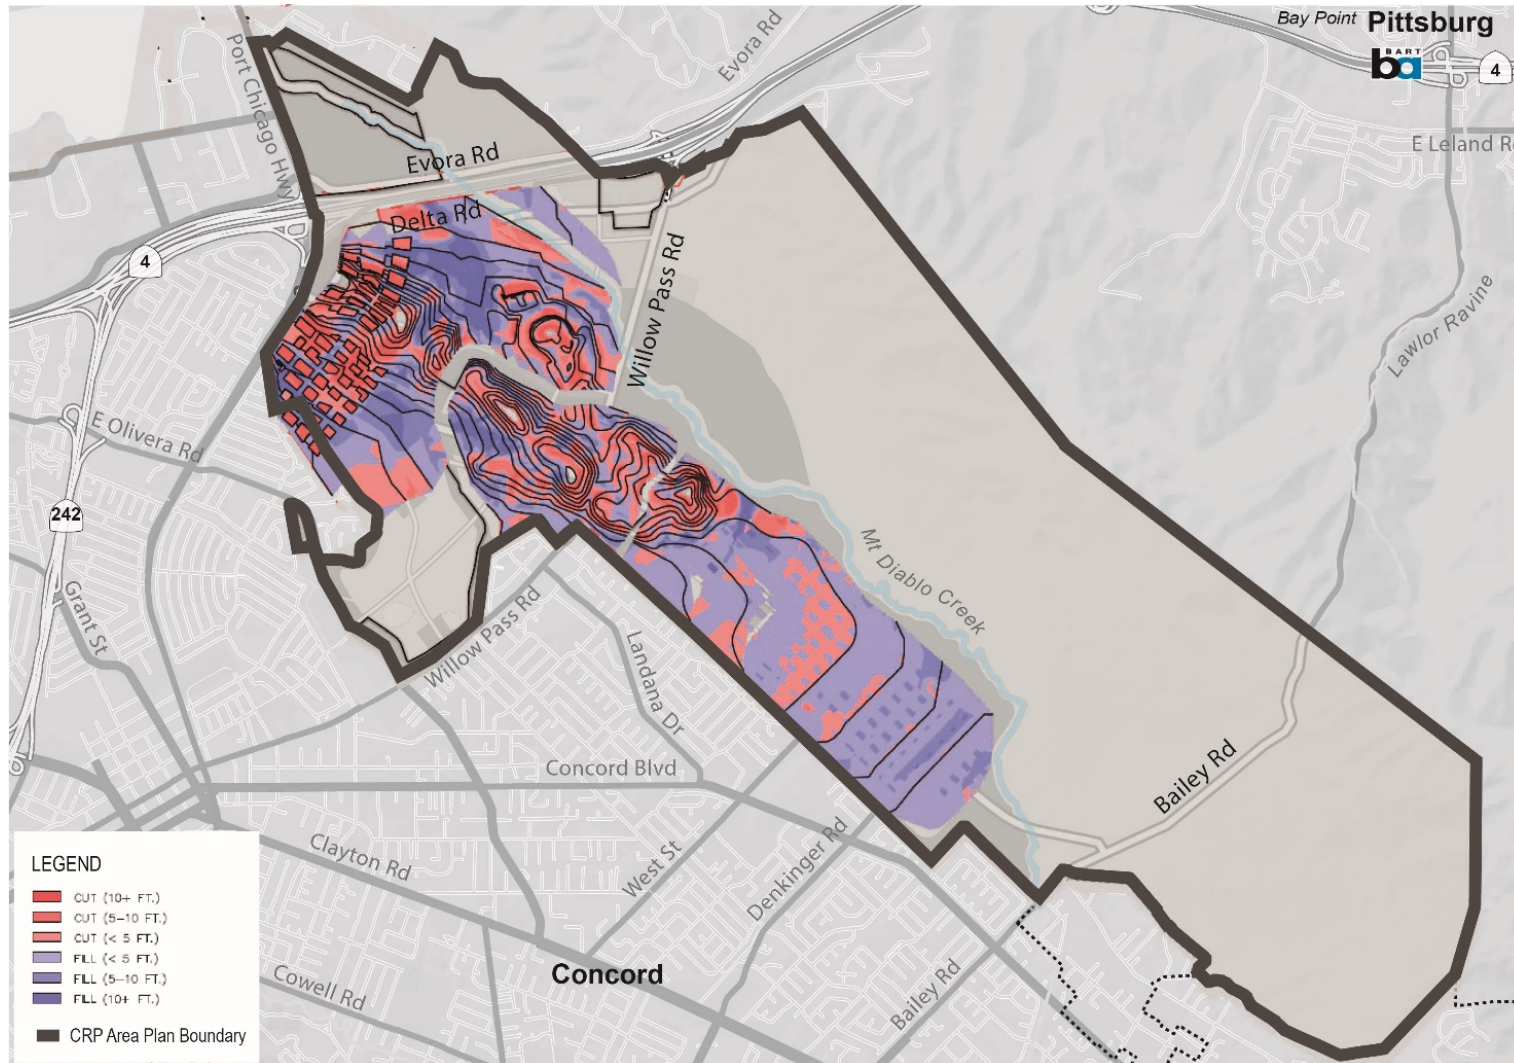 Bay Point Pittsburg
BART
ba
4
Port Chicago Hwy
Evora Rd
E Leland R
Evora Rd
Delta Rd
4
Willow Pass Rd
Lawlor Ravine
E Olivera Rd
242
Mt Diablo Creek
Grant St
Willow Pass Rd
Landana Dr
Concord Blvd
Bailey Rd
Clayton Rd
West St
Denkinger Rd
Concord
Cowell Rd
Bailey Rd
LEGEND
CUT (10+ FT.)
CUT (5–10 FT.)
CUT (< 5 FT.)
FILL (< 5 FT.)
FILL (5–10 FT.)
FILL (10+ FT.)
CRP Area Plan Boundary